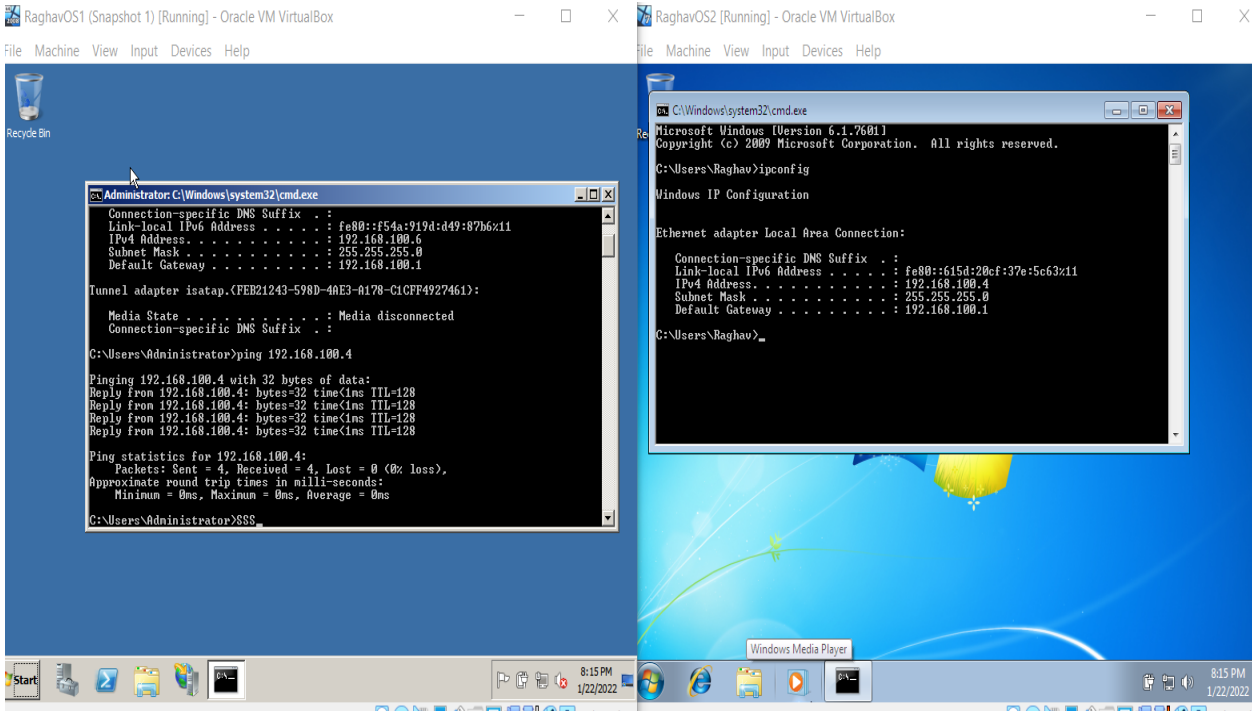 RaghavOS1 (Snapshot 1) [Running] - Oracle VM VirtualBox
File Machine View Input Devices Help
Recycle Bin
Administrator: C:\Windows\system32\cmd.exe
Connection-specific DNS Suffix . :
Link-local IPv6 Address . . . . . : fe80::f54a:919d:d49:87b6%11
IPv4 Address. . . . . . . . . . . : 192.168.100.6
Subnet Mask . . . . . . . . . . . : 255.255.255.0
Default Gateway . . . . . . . . . : 192.168.100.1
Tunnel adapter isatap.{FEB21243-598D-4AE3-A178-C1CFF4927461}:
Media State . . . . . . . . . . . : Media disconnected
Connection-specific DNS Suffix . :
C:\Users\Administrator>ping 192.168.100.4
Pinging 192.168.100.4 with 32 bytes of data:
Reply from 192.168.100.4: bytes=32 time<1ms TTL=128
Reply from 192.168.100.4: bytes=32 time<1ms TTL=128
Reply from 192.168.100.4: bytes=32 time<1ms TTL=128
Reply from 192.168.100.4: bytes=32 time<1ms TTL=128
Ping statistics for 192.168.100.4:
Packets: Sent = 4, Received = 4, Lost = 0 (0% loss),
Approximate round trip times in milli-seconds:
Minimum = 0ms, Maximum = 0ms, Average = 0ms
C:\Users\Administrator>SSS_
Start
8:15 PM
1/22/2022
RaghavOS2 [Running] - Oracle VM VirtualBox
File Machine View Input Devices Help
C:\Windows\system32\cmd.exe
Microsoft Windows [Version 6.1.7601]
Copyright (c) 2009 Microsoft Corporation. All rights reserved.
C:\Users\Raghav>ipconfig
Windows IP Configuration
Ethernet adapter Local Area Connection:
Connection-specific DNS Suffix . :
Link-local IPv6 Address . . . . . : fe80::615d:20cf:37e:5c63%11
IPv4 Address. . . . . . . . . . . : 192.168.100.4
Subnet Mask . . . . . . . . . . . : 255.255.255.0
Default Gateway . . . . . . . . . : 192.168.100.1
C:\Users\Raghav>_
Windows Media Player
8:15 PM
1/22/2022